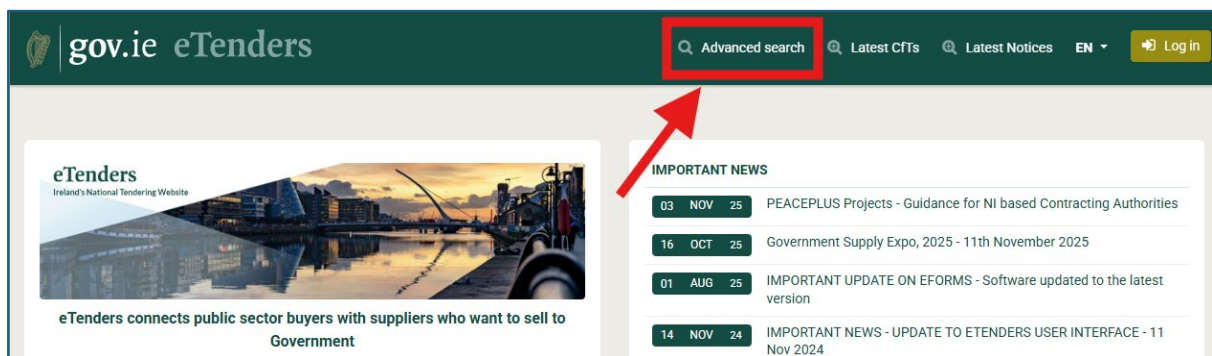 gov.ie eTenders
Advanced search
Latest CfTs
Latest Notices
EN
Log in
eTenders
Ireland's National Tendering Website
eTenders connects public sector buyers with suppliers who want to sell to
Government
IMPORTANT NEWS
03 NOV 25 PEACEPLUS Projects - Guidance for NI based Contracting Authorities
16 OCT 25 Government Supply Expo, 2025 - 11th November 2025
01 AUG 25 IMPORTANT UPDATE ON EFORMS - Software updated to the latest
version
14 NOV 24 IMPORTANT NEWS - UPDATE TO ETENDERS USER INTERFACE - 11
Nov 2024